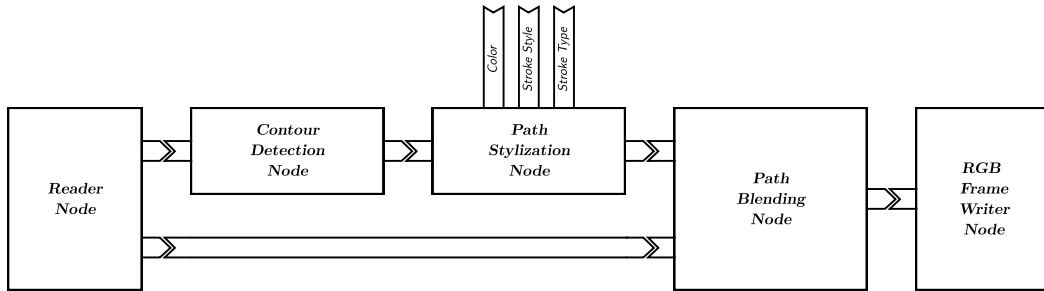 Color
Stroke Style
Stroke Type
Reader
Node
Contour
Detection
Node
Path
Stylization
Node
Path
Blending
Node
RGB
Frame
Writer
Node